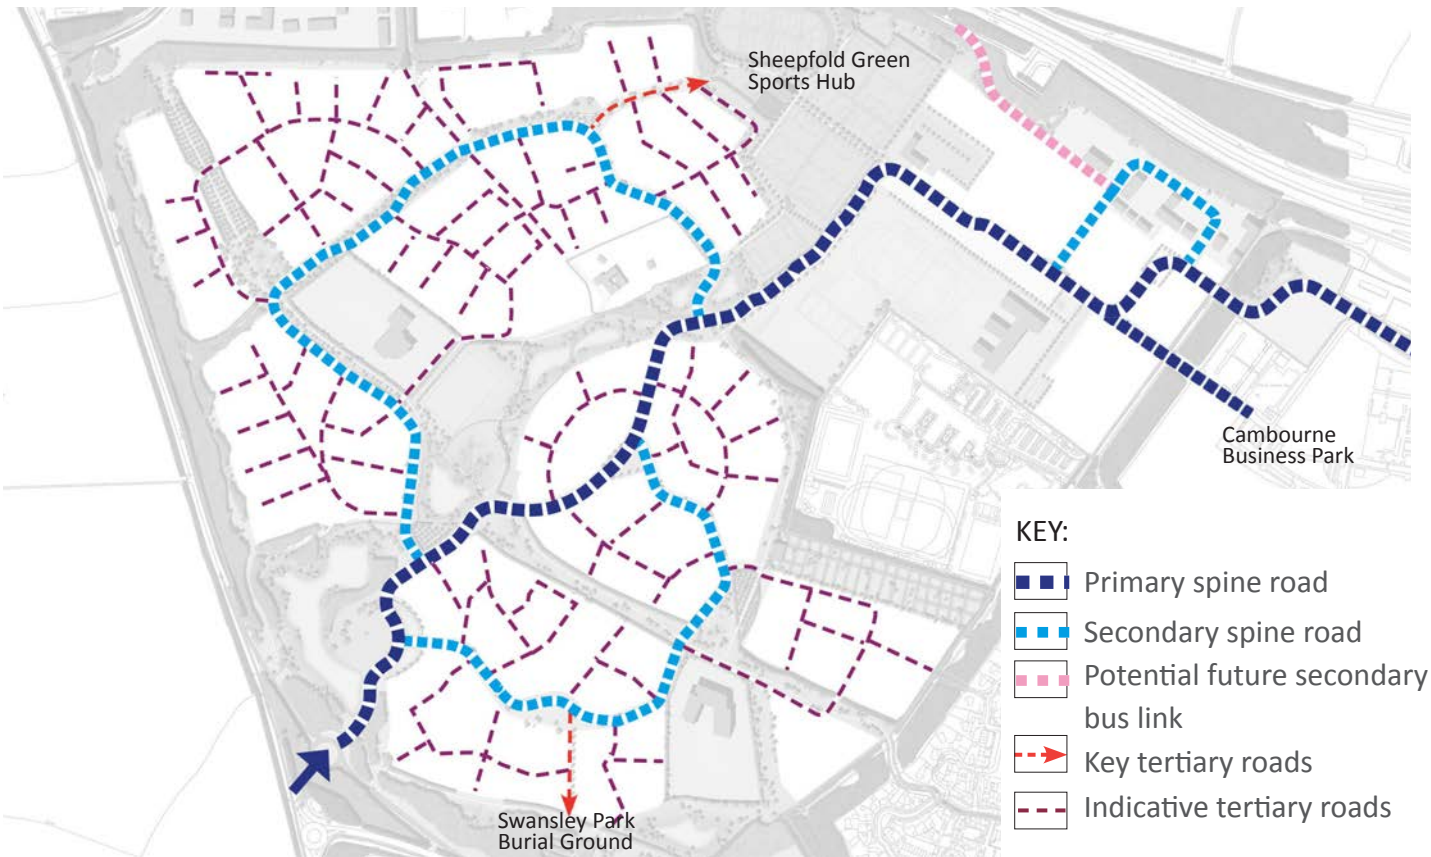 Sheepfold Green
Sports Hub
Cambourne
Business Park
Swansley Park
Burial Ground
KEY:
Primary spine road
Secondary spine road
Potential future secondary
bus link
Key tertiary roads
Indicative tertiary roads